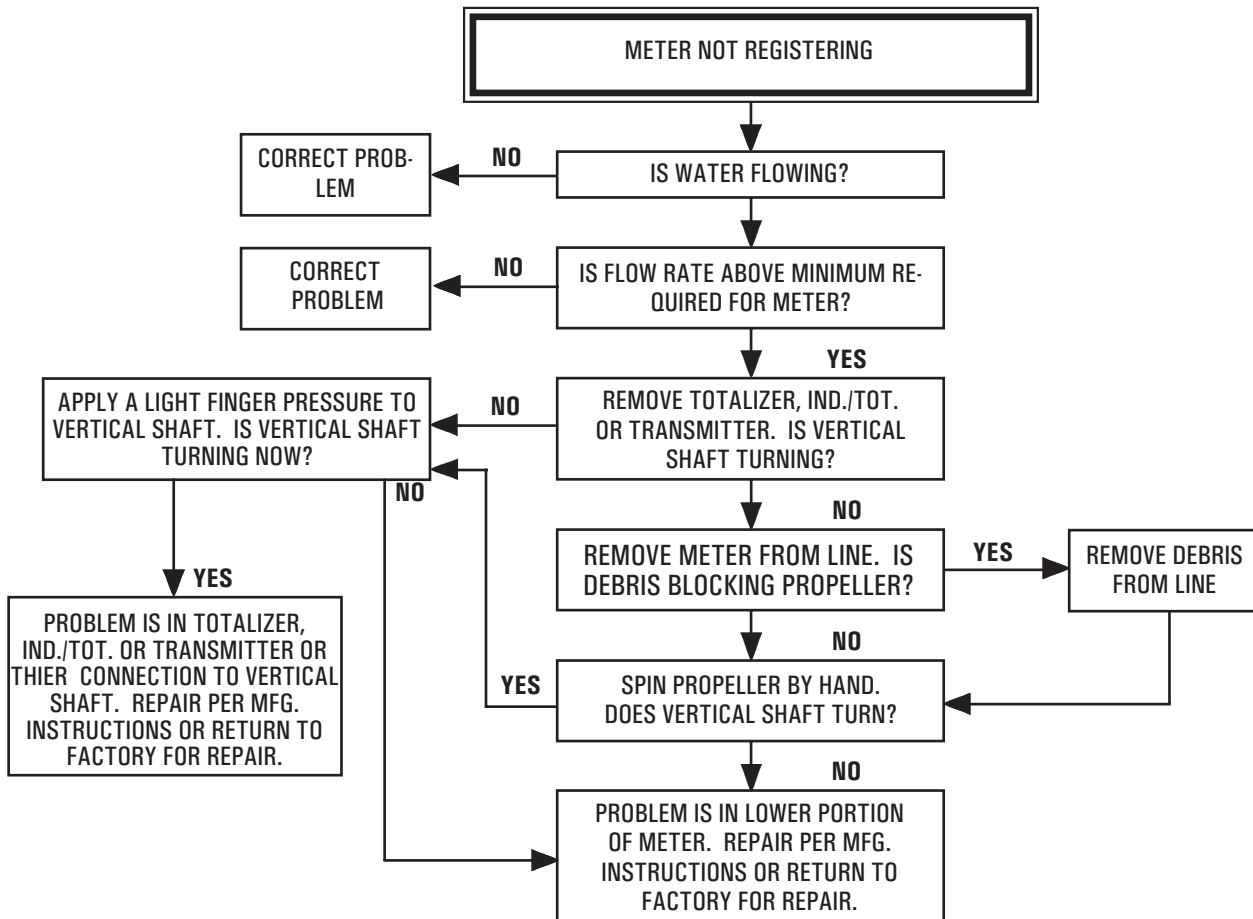 METER NOT REGISTERING
NO
CORRECT PROB-
LEM
IS WATER FLOWING?
NO
CORRECT
PROBLEM
IS FLOW RATE ABOVE MINIMUM RE-
QUIRED FOR METER?
YES
APPLY A LIGHT FINGER PRESSURE TO
VERTICAL SHAFT. IS VERTICAL SHAFT
TURNING NOW?
NO
REMOVE TOTALIZER, IND./TOT.
OR TRANSMITTER. IS VERTICAL
SHAFT TURNING?
NO
NO
REMOVE METER FROM LINE. IS
DEBRIS BLOCKING PROPELLER?
YES
REMOVE DEBRIS
FROM LINE
YES
PROBLEM IS IN TOTALIZER,
IND./TOT. OR TRANSMITTER OR
THIER CONNECTION TO VERTICAL
SHAFT. REPAIR PER MFG.
INSTRUCTIONS OR RETURN TO
FACTORY FOR REPAIR.
NO
YES
SPIN PROPELLER BY HAND.
DOES VERTICAL SHAFT TURN?
NO
PROBLEM IS IN LOWER PORTION
OF METER. REPAIR PER MFG.
INSTRUCTIONS OR RETURN TO
FACTORY FOR REPAIR.